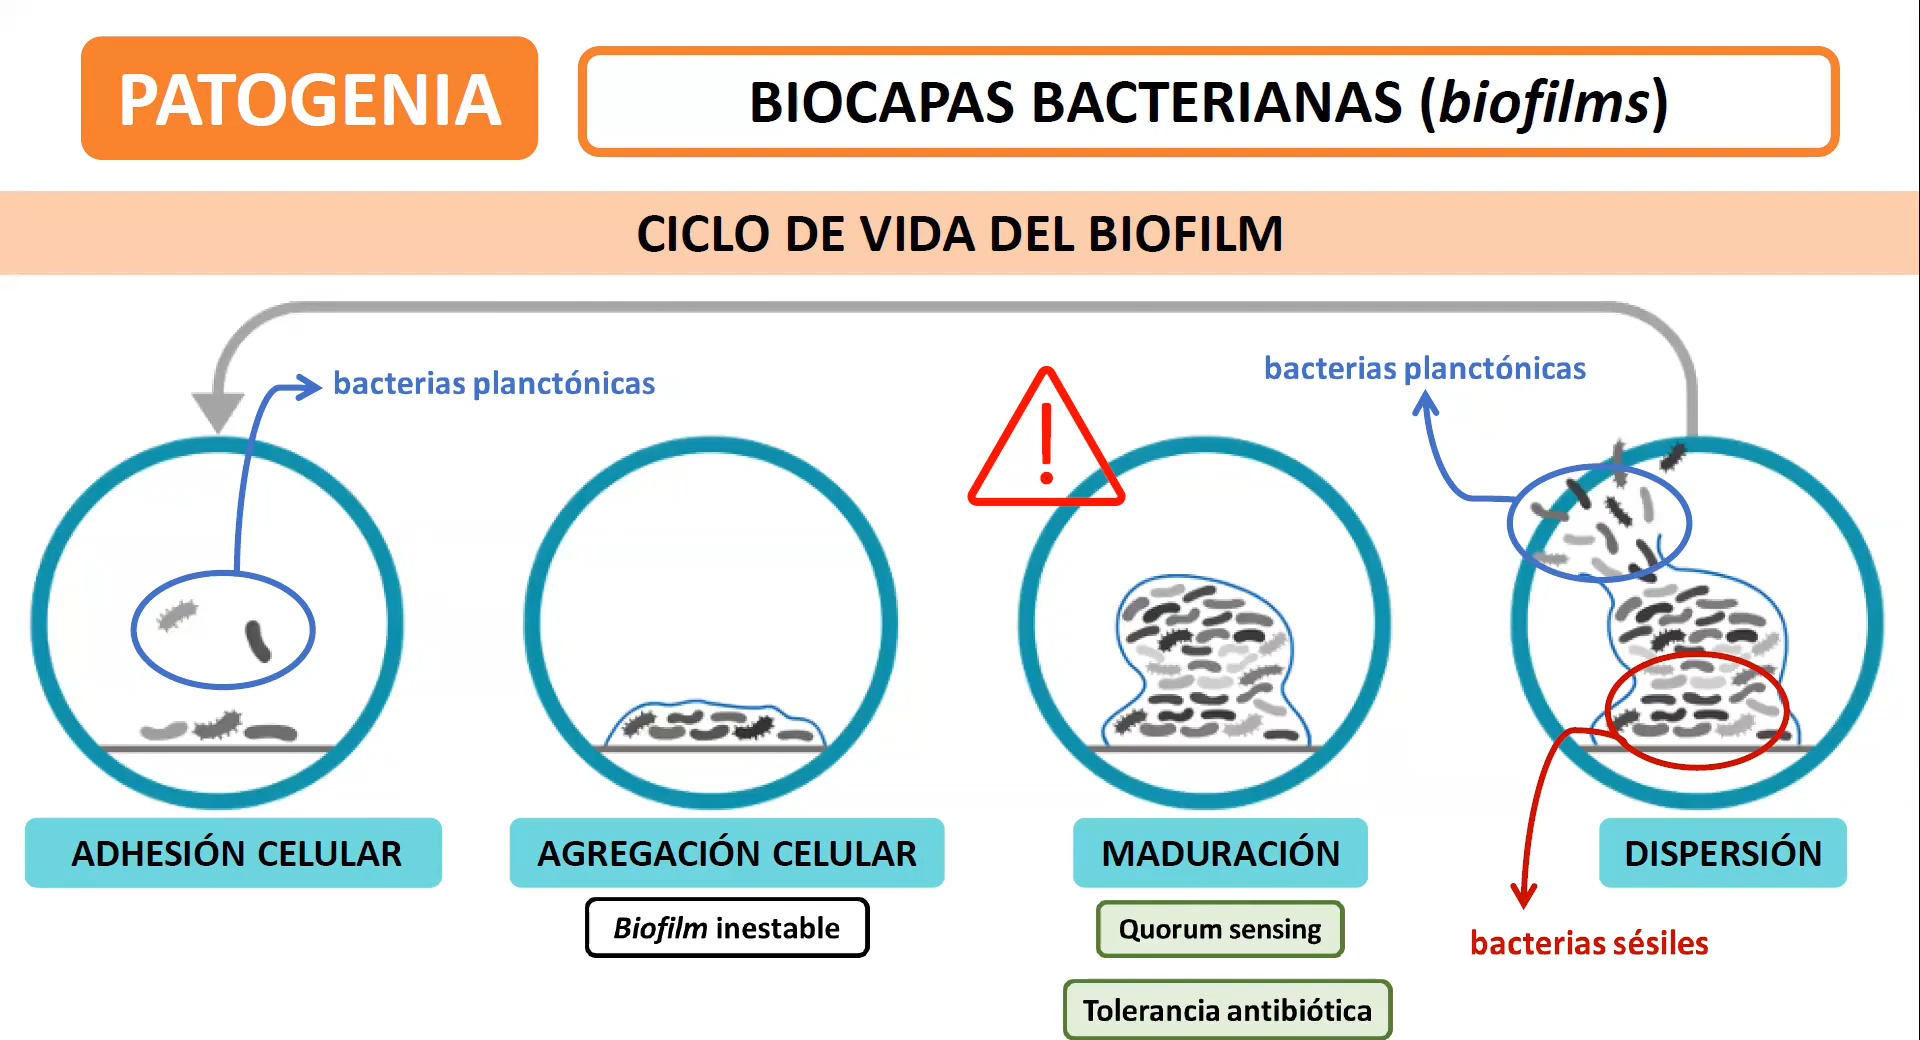 PATOGENIA
BIOCAPAS BACTERIANAS (biofilms)
CICLO DE VIDA DEL BIOFILM
bacterias planctónicas
bacterias planctónicas
ADHESIÓN CELULAR
AGREGACIÓN CELULAR
Biofilm inestable
MADURACIÓN
Quorum sensing
Tolerancia antibiótica
DISPERSIÓN
bacterias sésiles